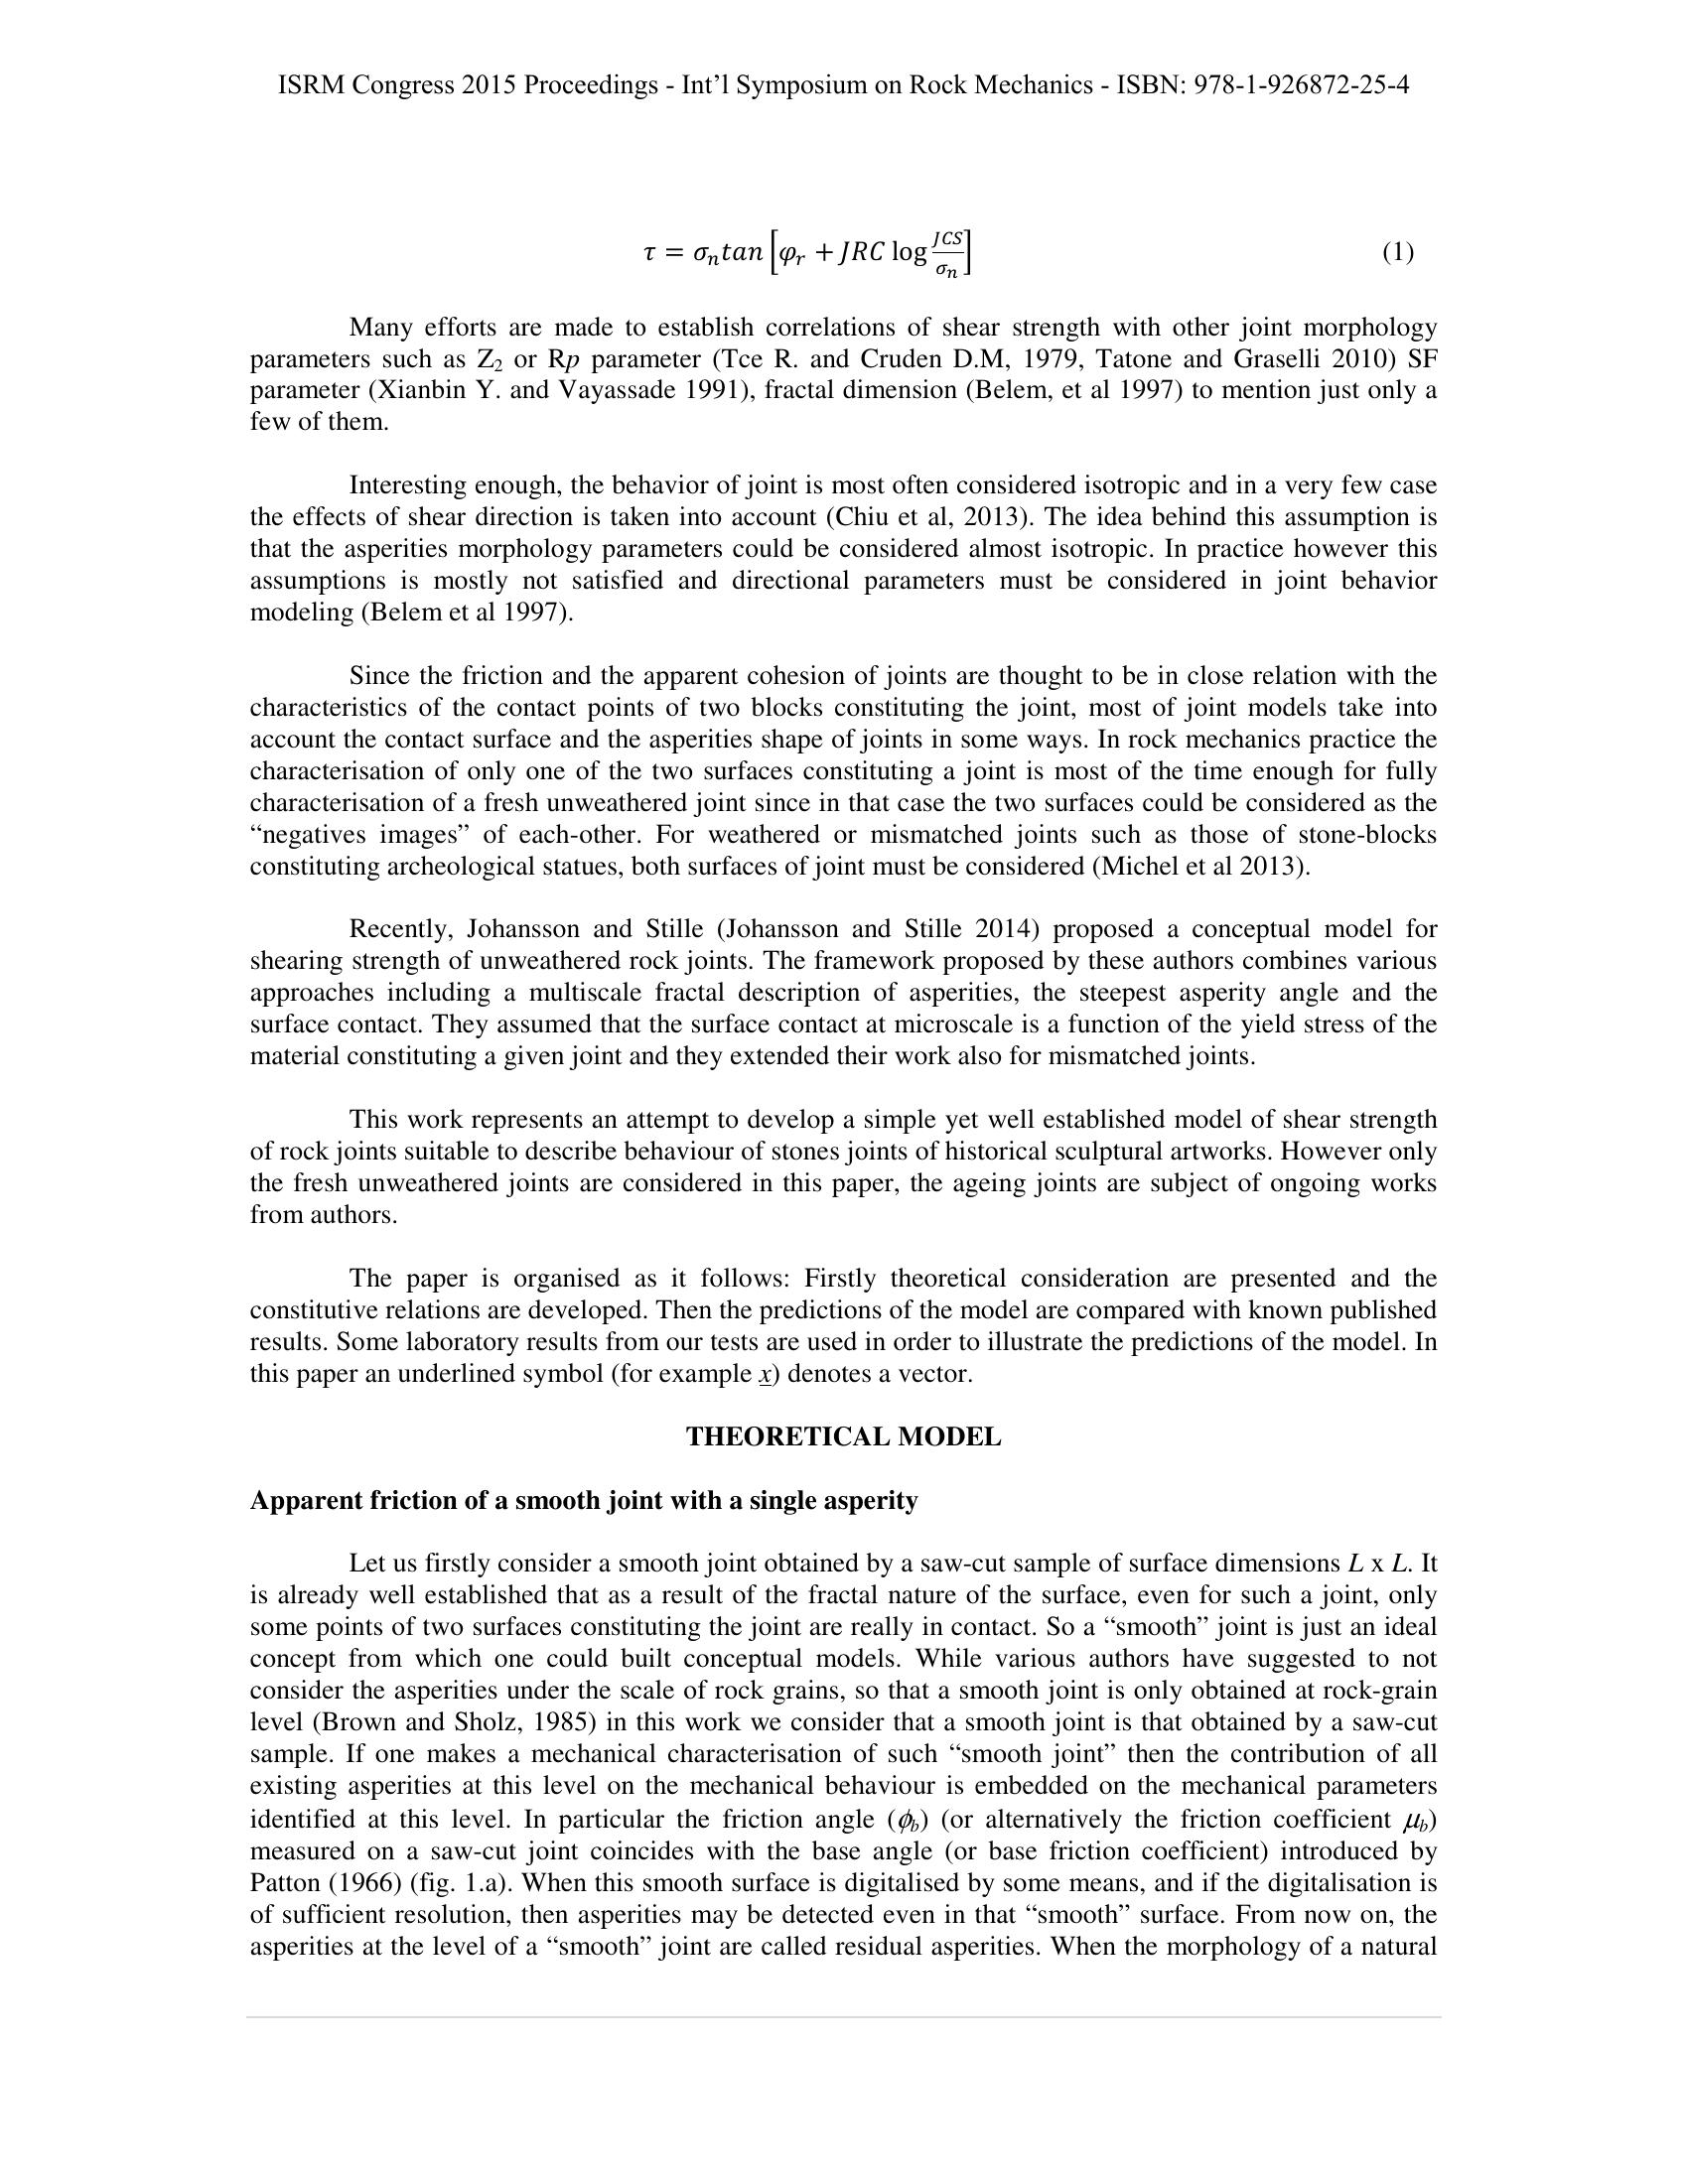 ISRM Congress 2015 Proceedings - Int’l Symposium on Rock Mechanics - ISBN: 978-1-926872-25-4
τ = σₙtan [φᵣ + JRC log JCS/σₙ] (1)
Many efforts are made to establish correlations of shear strength with other joint morphology
parameters such as Z₂ or Rp parameter (Tce R. and Cruden D.M, 1979, Tatone and Graselli 2010) SF
parameter (Xianbin Y. and Vayassade 1991), fractal dimension (Belem, et al 1997) to mention just only a
few of them.
Interesting enough, the behavior of joint is most often considered isotropic and in a very few case
the effects of shear direction is taken into account (Chiu et al, 2013). The idea behind this assumption is
that the asperities morphology parameters could be considered almost isotropic. In practice however this
assumptions is mostly not satisfied and directional parameters must be considered in joint behavior
modeling (Belem et al 1997).
Since the friction and the apparent cohesion of joints are thought to be in close relation with the
characteristics of the contact points of two blocks constituting the joint, most of joint models take into
account the contact surface and the asperities shape of joints in some ways. In rock mechanics practice the
characterisation of only one of the two surfaces constituting a joint is most of the time enough for fully
characterisation of a fresh unweathered joint since in that case the two surfaces could be considered as the
“negatives images” of each-other. For weathered or mismatched joints such as those of stone-blocks
constituting archeological statues, both surfaces of joint must be considered (Michel et al 2013).
Recently, Johansson and Stille (Johansson and Stille 2014) proposed a conceptual model for
shearing strength of unweathered rock joints. The framework proposed by these authors combines various
approaches including a multiscale fractal description of asperities, the steepest asperity angle and the
surface contact. They assumed that the surface contact at microscale is a function of the yield stress of the
material constituting a given joint and they extended their work also for mismatched joints.
This work represents an attempt to develop a simple yet well established model of shear strength
of rock joints suitable to describe behaviour of stones joints of historical sculptural artworks. However only
the fresh unweathered joints are considered in this paper, the ageing joints are subject of ongoing works
from authors.
The paper is organised as it follows: Firstly theoretical consideration are presented and the
constitutive relations are developed. Then the predictions of the model are compared with known published
results. Some laboratory results from our tests are used in order to illustrate the predictions of the model. In
this paper an underlined symbol (for example x̲) denotes a vector.
THEORETICAL MODEL
Apparent friction of a smooth joint with a single asperity
Let us firstly consider a smooth joint obtained by a saw-cut sample of surface dimensions L x L. It
is already well established that as a result of the fractal nature of the surface, even for such a joint, only
some points of two surfaces constituting the joint are really in contact. So a “smooth” joint is just an ideal
concept from which one could built conceptual models. While various authors have suggested to not
consider the asperities under the scale of rock grains, so that a smooth joint is only obtained at rock-grain
level (Brown and Sholz, 1985) in this work we consider that a smooth joint is that obtained by a saw-cut
sample. If one makes a mechanical characterisation of such “smooth joint” then the contribution of all
existing asperities at this level on the mechanical behaviour is embedded on the mechanical parameters
identified at this level. In particular the friction angle (ϕb) (or alternatively the friction coefficient μb)
measured on a saw-cut joint coincides with the base angle (or base friction coefficient) introduced by
Patton (1966) (fig. 1.a). When this smooth surface is digitalised by some means, and if the digitalisation is
of sufficient resolution, then asperities may be detected even in that “smooth” surface. From now on, the
asperities at the level of a “smooth” joint are called residual asperities. When the morphology of a natural